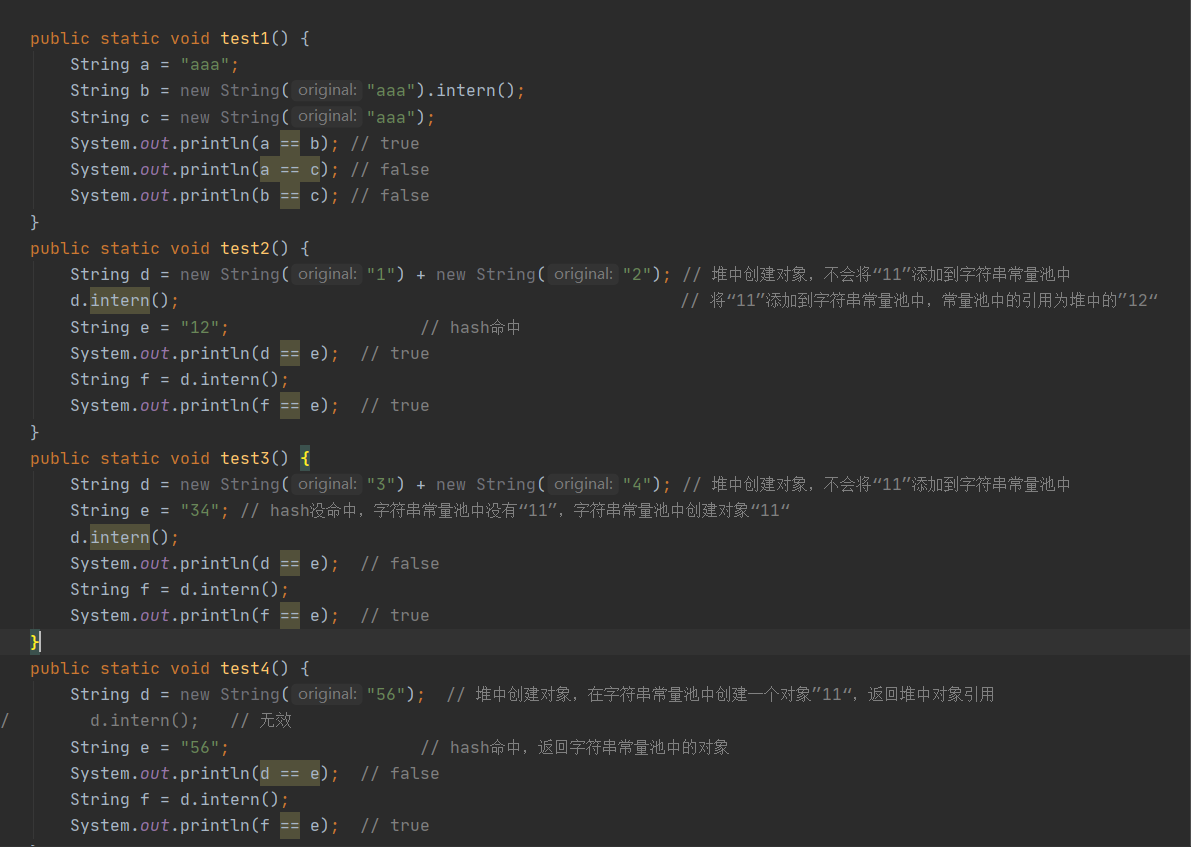 public static void test1() {
String a = "aaa";
String b = new String( original: "aaa").intern();
String c = new String( original: "aaa");
System.out.println(a == b); // true
System.out.println(a == c); // false
System.out.println(b == c); // false
}
public static void test2() {
String d = new String( original: "1") + new String( original: "2"); // 堆中创建对象，不会将“11”添加到字符串常量池中
d.intern(); // 将“11”添加到字符串常量池中，常量池中的引用为堆中的”12“
String e = "12"; // hash命中
System.out.println(d == e); // true
String f = d.intern();
System.out.println(f == e); // true
}
public static void test3() {
String d = new String( original: "3") + new String( original: "4"); // 堆中创建对象，不会将“11”添加到字符串常量池中
String e = "34"; // hash没命中，字符串常量池中没有“11”，字符串常量池中创建对象“11“
d.intern();
System.out.println(d == e); // false
String f = d.intern();
System.out.println(f == e); // true
}
public static void test4() {
String d = new String( original: "56"); // 堆中创建对象，在字符串常量池中创建一个对象”11“，返回堆中对象引用
/ d.intern(); // 无效
String e = "56"; // hash命中，返回字符串常量池中的对象
System.out.println(d == e); // false
String f = d.intern();
System.out.println(f == e); // true